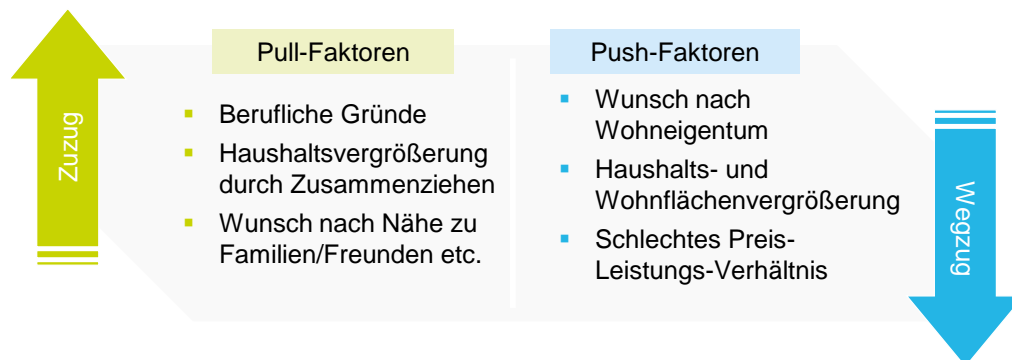 Zuzug
Pull-Faktoren
Berufliche Gründe
Haushaltsvergrößerung
durch Zusammenziehen
Wunsch nach Nähe zu
Familien/Freunden etc.
Push-Faktoren
Wunsch nach
Wohneigentum
Haushalts- und
Wohnflächenvergrößerung
Schlechtes Preis-
Leistungs-Verhältnis
Wegzug